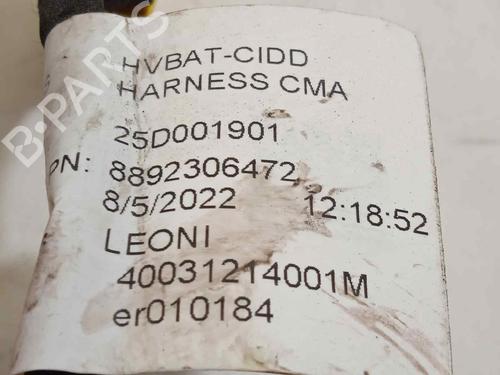 HVBAT-CIDD
HARNESS CMA
25D001901
PN: 8892306472
8/5/2022 12:18:52
LEONI
40031214001M
er010184
B-PARTS